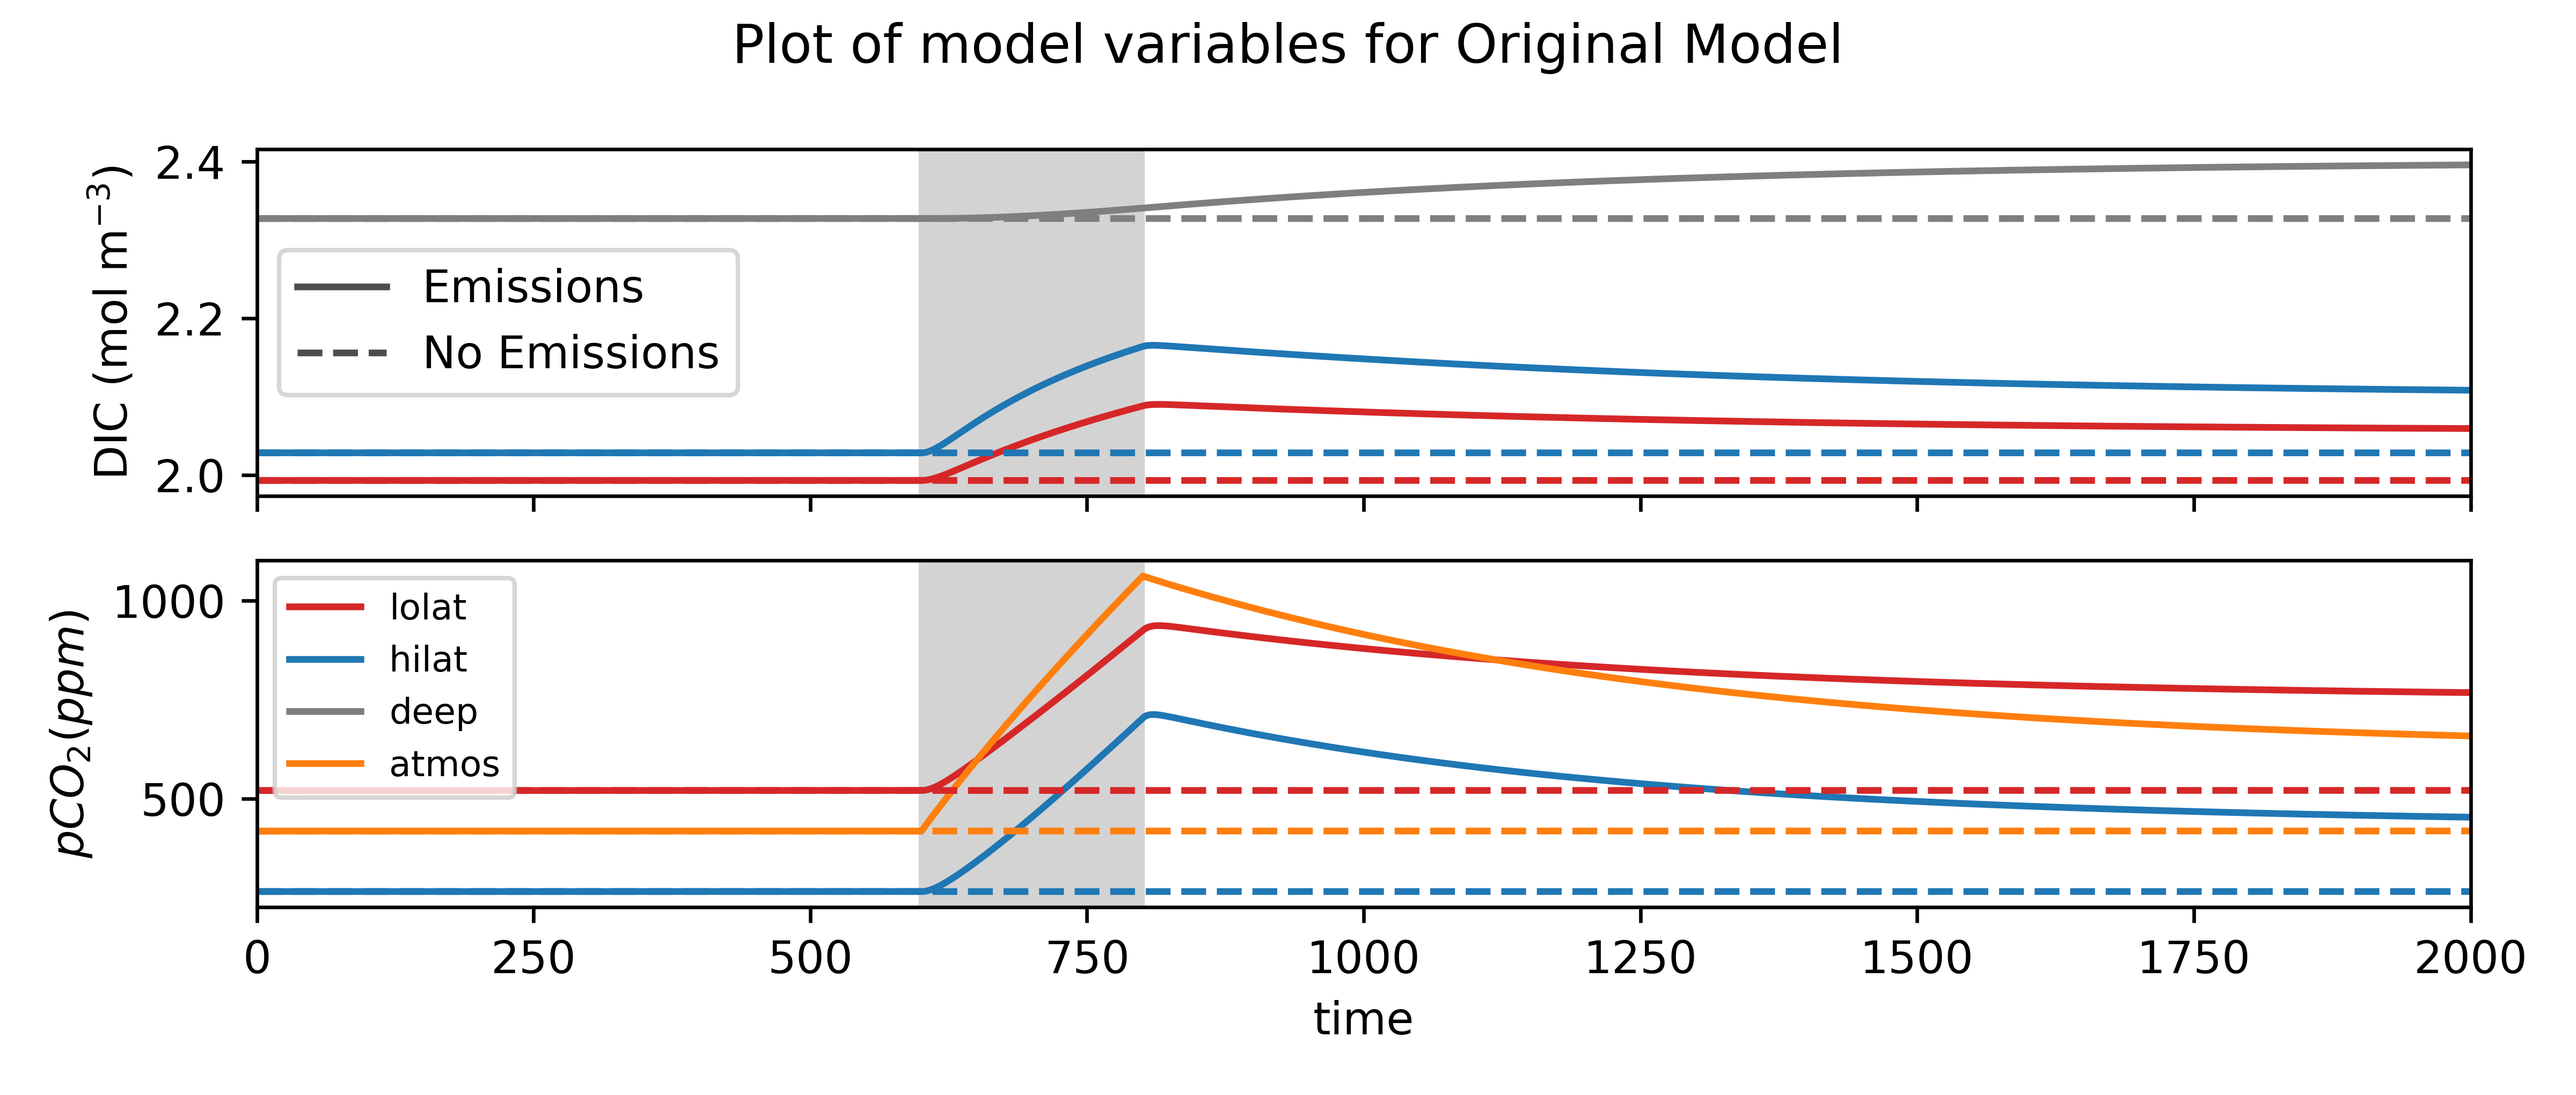 Plot of model variables for Original Model
DIC (mol m⁻³)
2.4
2.2
2.0
Emissions
No Emissions
pCO₂(ppm)
1000
500
lolat
hilat
deep
atmos
0 250 500 750 1000 1250 1500 1750 2000
time